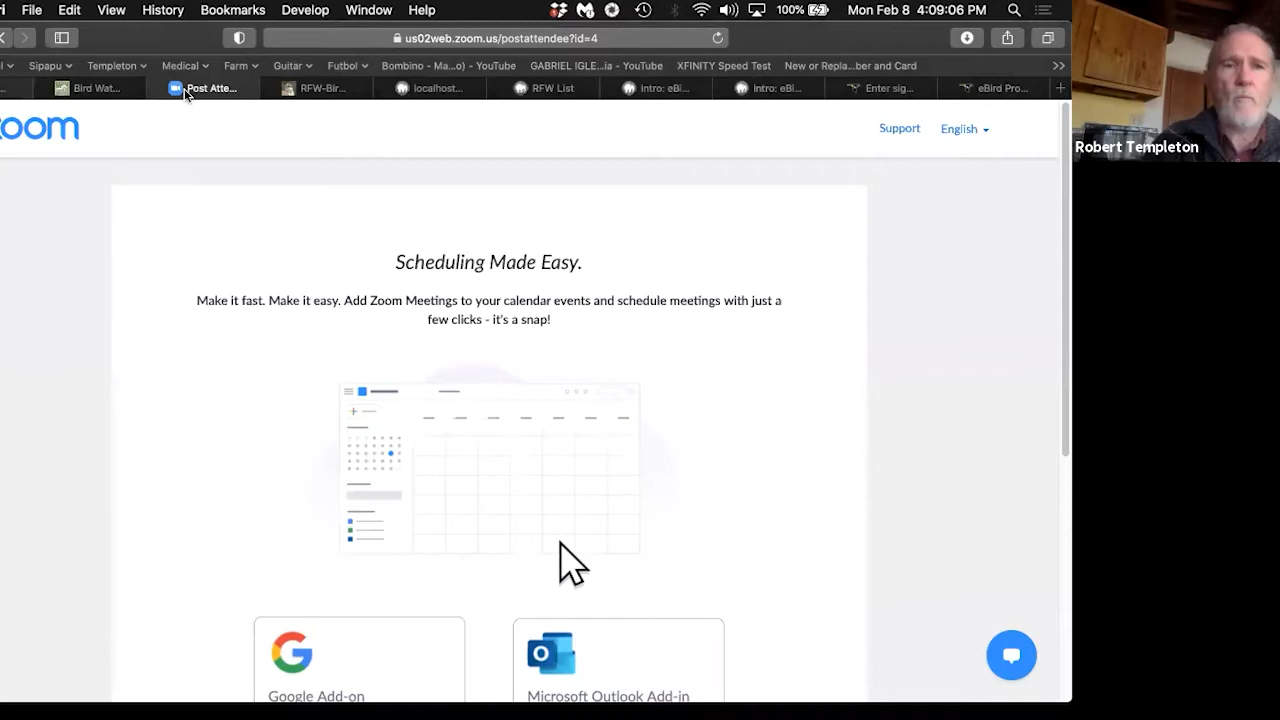 File Edit View History Bookmarks Develop Window Help 100% Mon Feb 8 4:09:06 PM
us02web.zoom.us/postattendee?id=4
Sipapu Templeton Medical Farm Guitar Futbol Bombino - Ma...o) – YouTube GABRIEL IGLE...ia - YouTube XFINITY Speed Test New or Repla...ber and Card
Bird Wat... Post Atte... RFW-Bir... localhost... RFW List Intro: eBi... Intro: eBi... Enter sig... eBird Pro...
zoom
Support English
Robert Templeton
Scheduling Made Easy.
Make it fast. Make it easy. Add Zoom Meetings to your calendar events and schedule meetings with just a
few clicks - it's a snap!
Google Add-on Microsoft Outlook Add-in